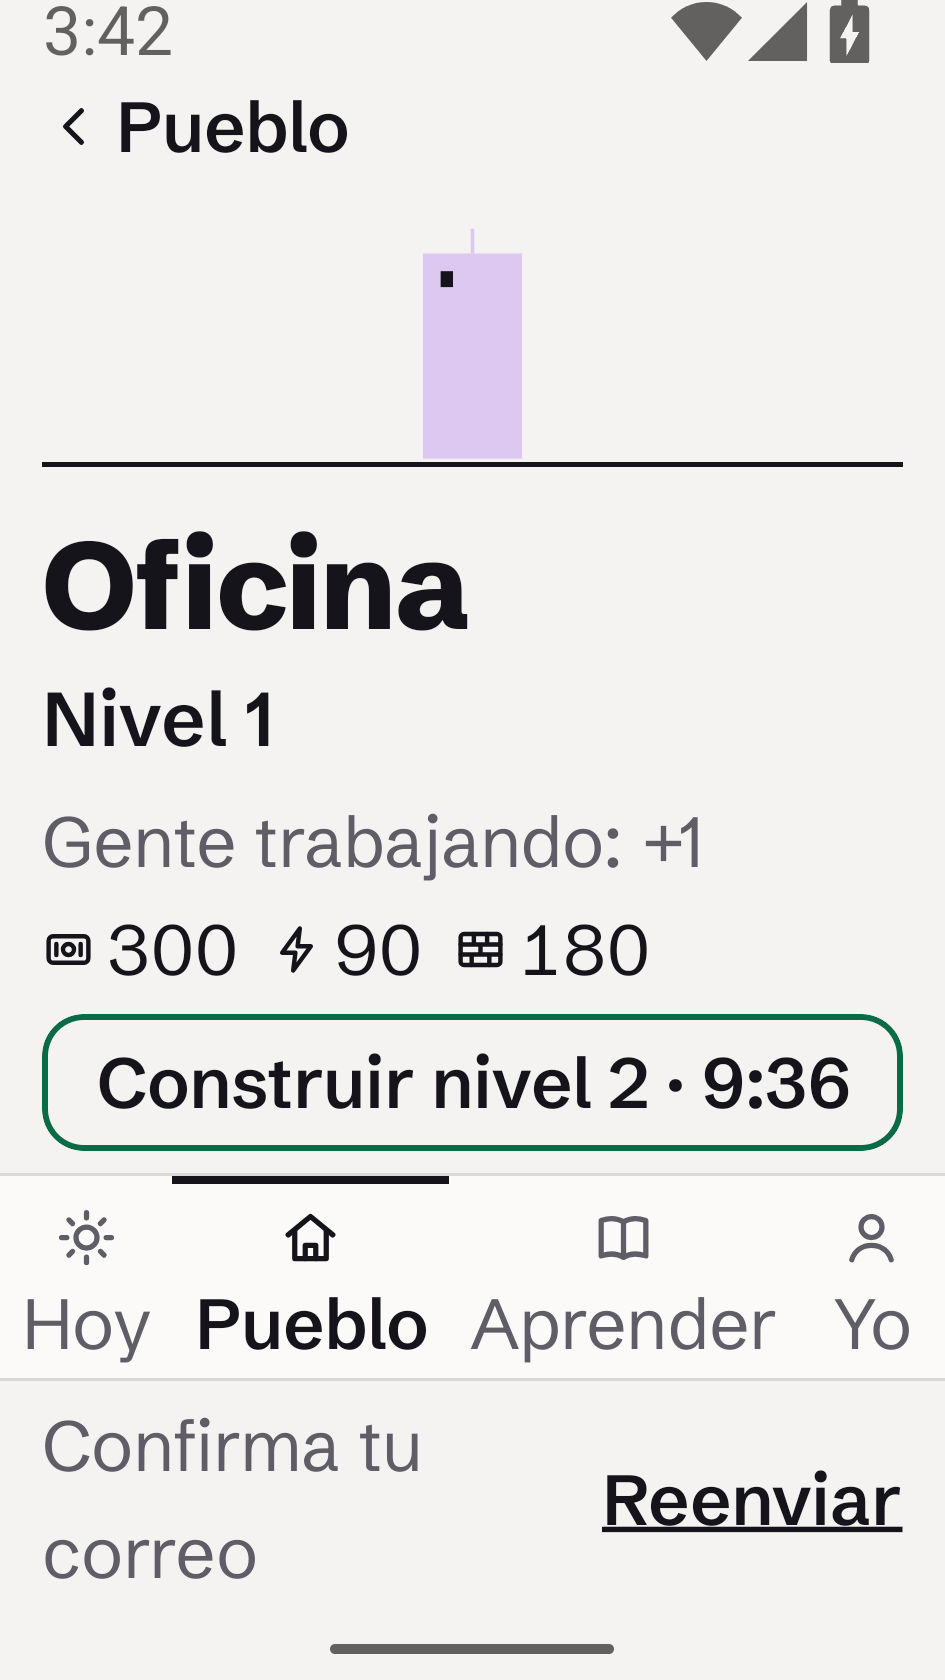 3:42
Pueblo
Oficina
Nivel 1
Gente trabajando: +1
300 90 180
Construir nivel 2 · 9:36
Hoy Pueblo Aprender Yo
Confirma tu
correo
Reenviar